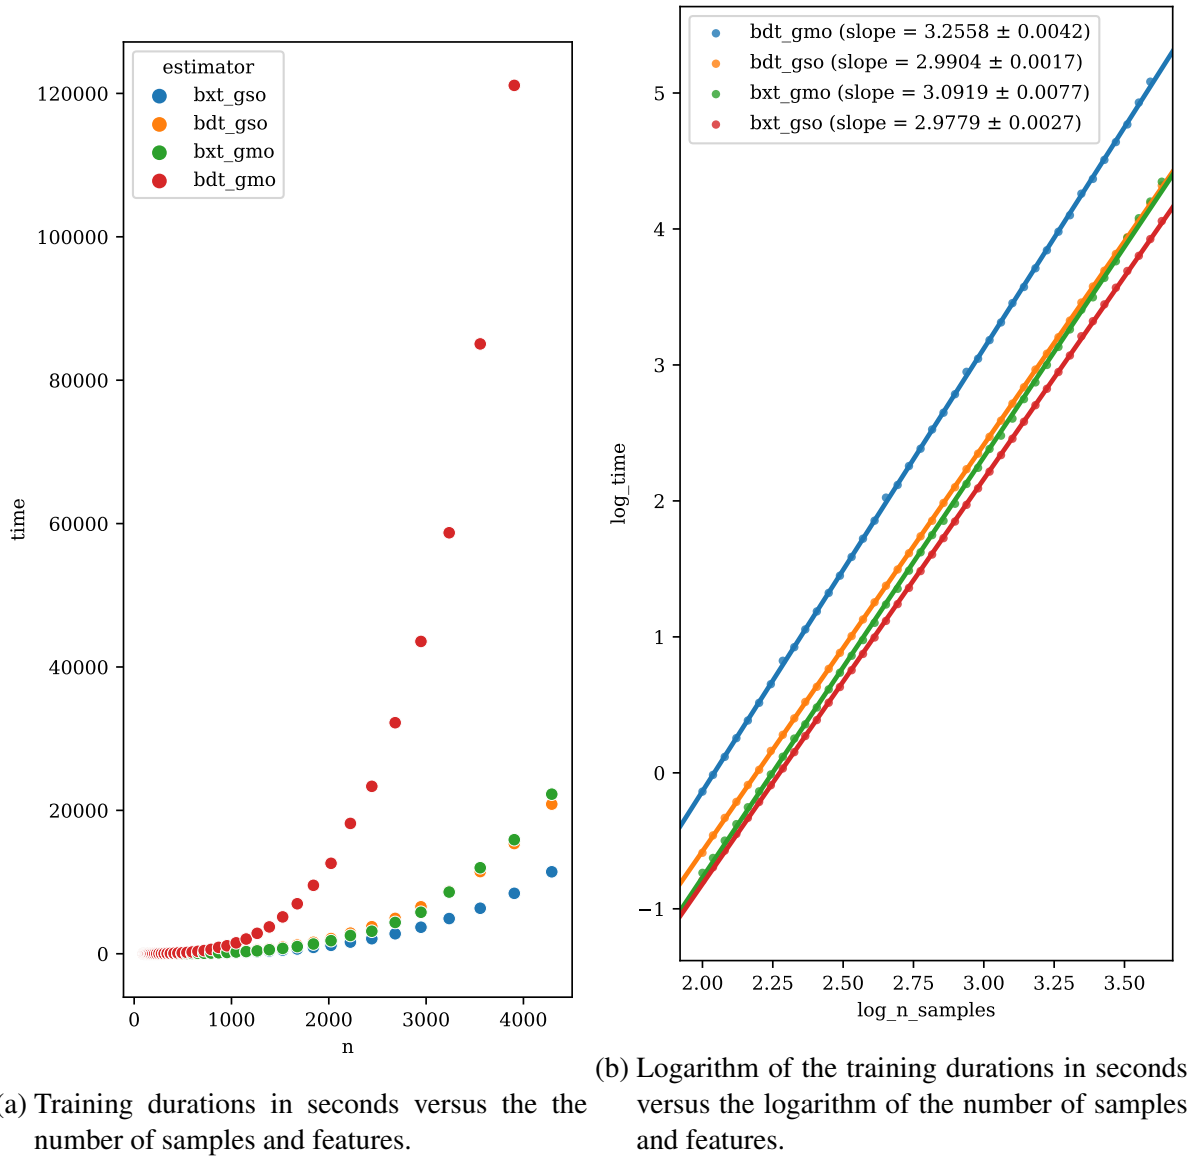 estimator
bxt_gso
bdt_gso
bxt_gmo
bdt_gmo
120000
100000
80000
60000
40000
20000
0
time
0 1000 2000 3000 4000
n
(a) Training durations in seconds versus the the
number of samples and features.
bdt_gmo (slope = 3.2558 ± 0.0042)
bdt_gso (slope = 2.9904 ± 0.0017)
bxt_gmo (slope = 3.0919 ± 0.0077)
bxt_gso (slope = 2.9779 ± 0.0027)
5
4
3
2
1
0
−1
log_time
2.00 2.25 2.50 2.75 3.00 3.25 3.50
log_n_samples
(b) Logarithm of the training durations in seconds
versus the logarithm of the number of samples
and features.